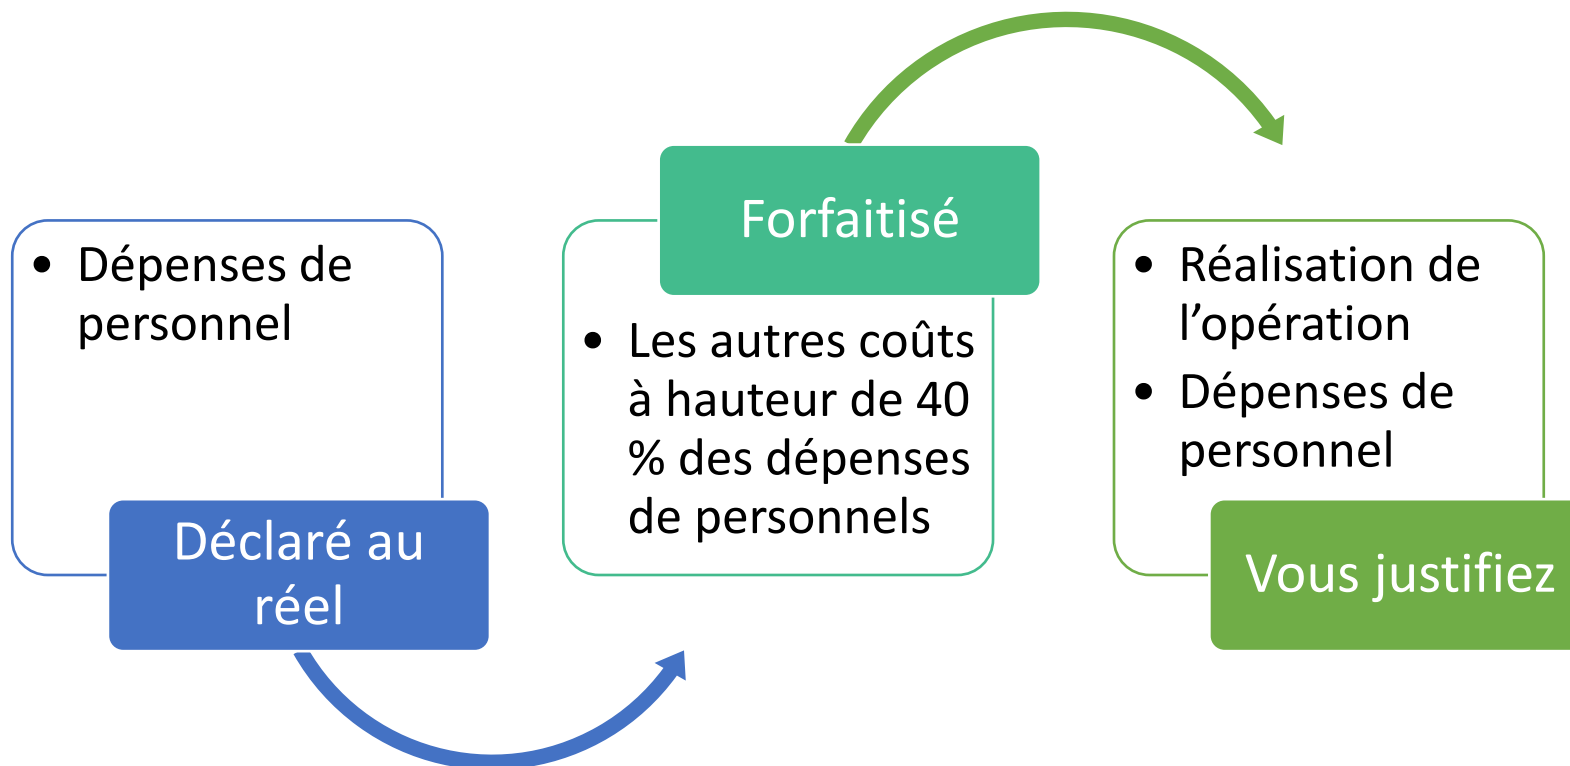 • Dépenses de
personnel
Déclaré au
réel
Forfaitisé
• Les autres coûts
à hauteur de 40
% des dépenses
de personnels
• Réalisation de
l’opération
• Dépenses de
personnel
Vous justifiez